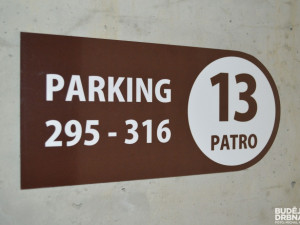 PARKING
295 - 316
13
PATRO
BUDĚJ
DRBNA